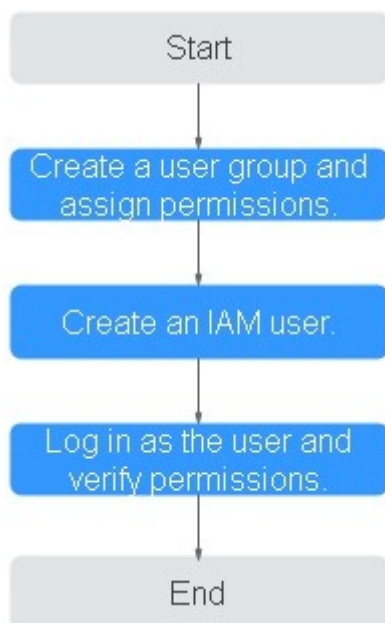 Start
Create a user group and
assign permissions.
Create an IAM user.
Log in as the user and
verify permissions.
End